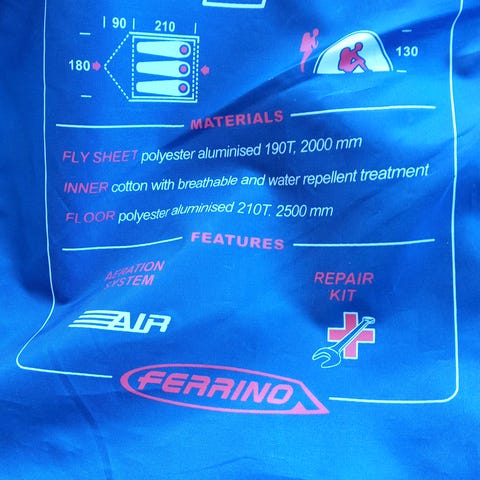 90 210
180
130
MATERIALS
FLY SHEET polyester aluminised 190T, 2000 mm
INNER cotton with breathable and water repellent treatment
FLOOR polyester aluminised 210T. 2500 mm
FEATURES
AERATION
SYSTEM
REPAIR
KIT
AIR
FERRINO